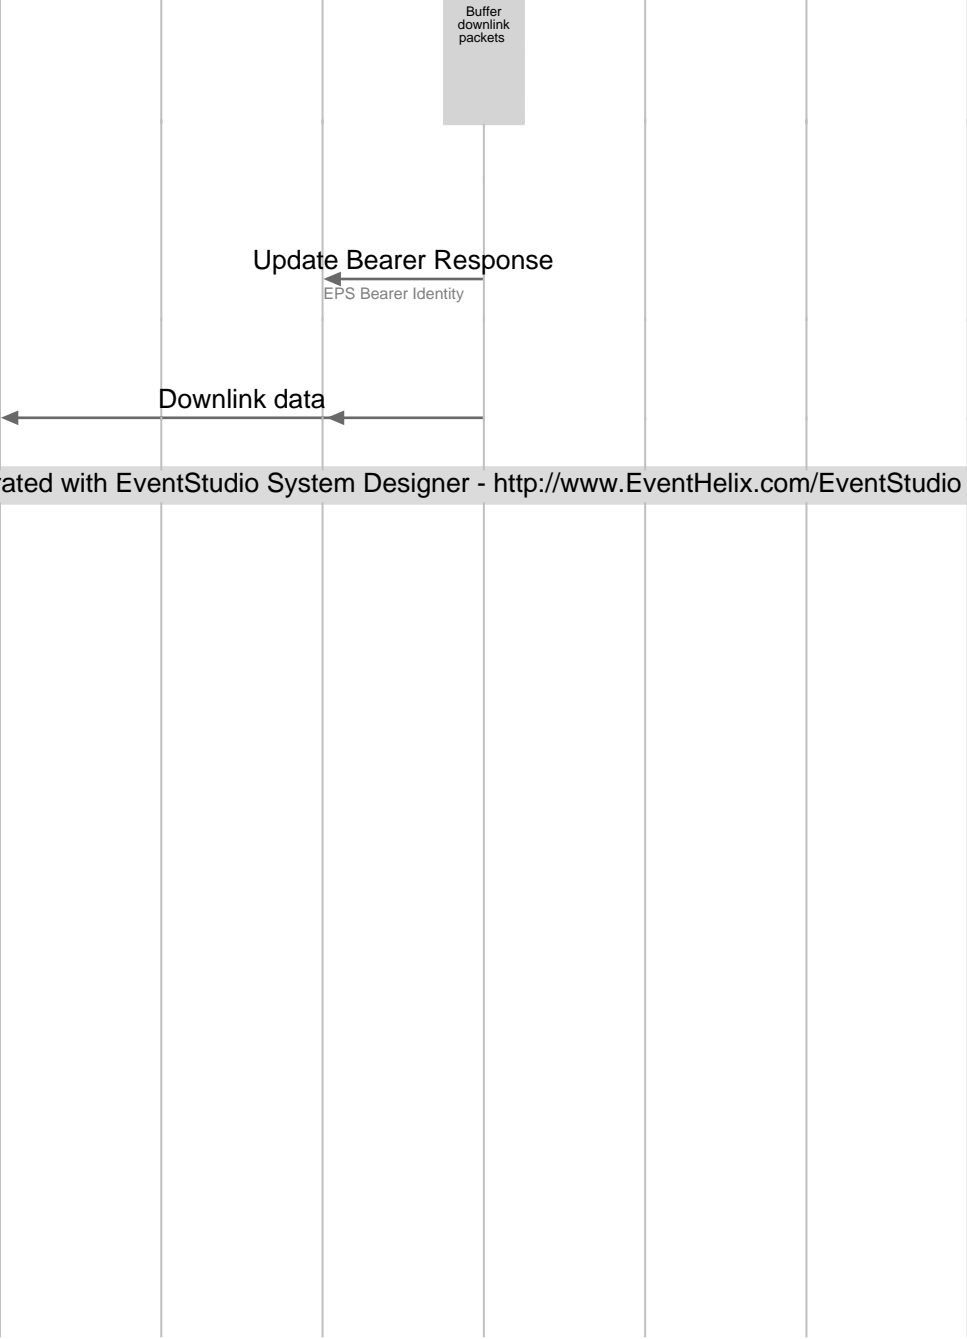 Buffer
downlink
packets
Update Bearer Response
EPS Bearer Identity
Downlink data
with EventStudio System Designer - http://www.EventHelix.com/EventStudio